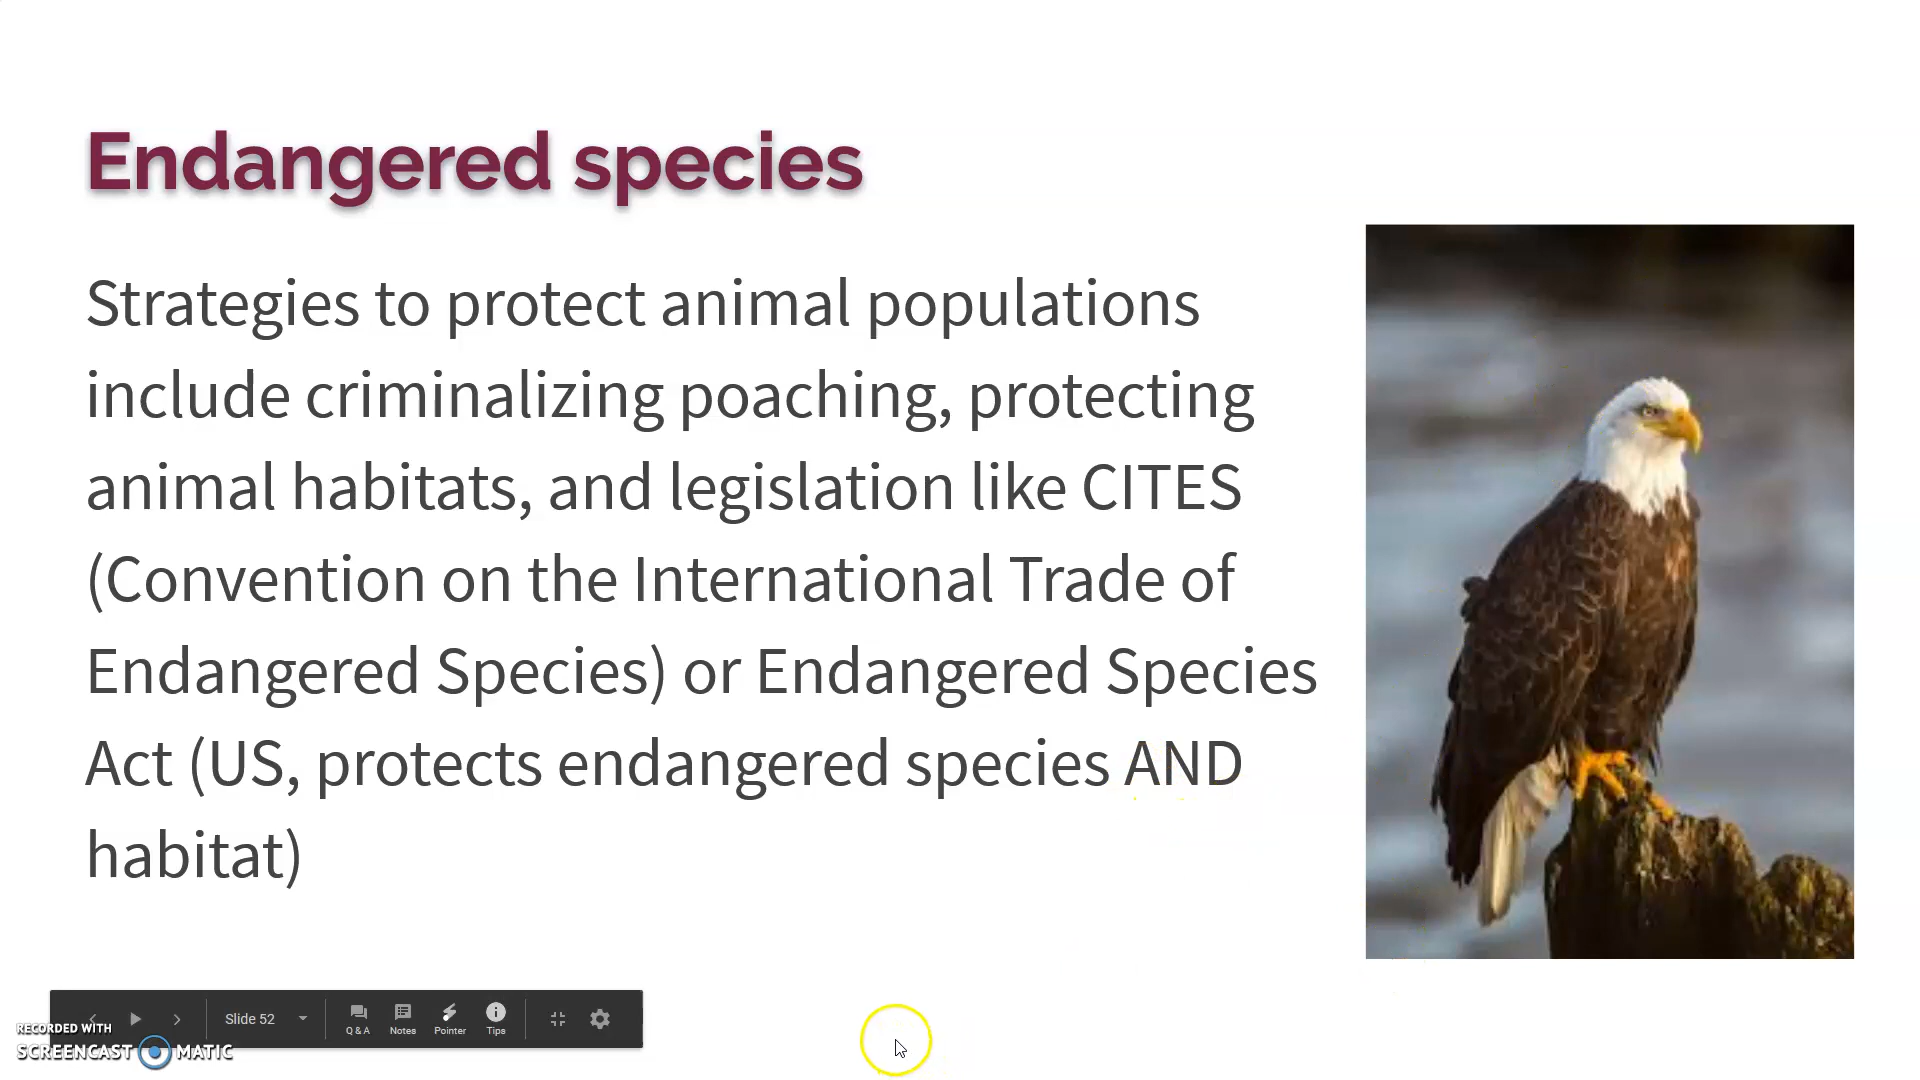 Endangered species
Strategies to protect animal populations
include criminalizing poaching, protecting
animal habitats, and legislation like CITES
(Convention on the International Trade of
Endangered Species) or Endangered Species
Act (US, protects endangered species AND
habitat)
Slide 52
Q & A
Notes
Pointer
Tips
RECORDED WITH
SCREENCAST MATIC